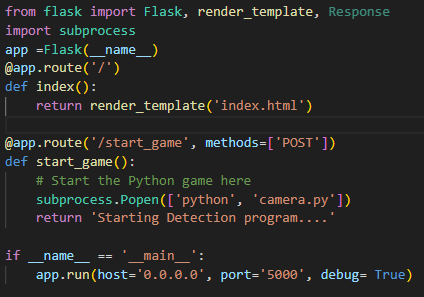 from flask import Flask, render_template, Response
import subprocess
app =Flask(__name__)
@app.route('/')
def index():
    return render_template('index.html')

@app.route('/start_game', methods=['POST'])
def start_game():
    # Start the Python game here
    subprocess.Popen(['python', 'camera.py'])
    return 'Starting Detection program....'

if __name__ == '__main__':
    app.run(host='0.0.0.0', port='5000', debug= True)